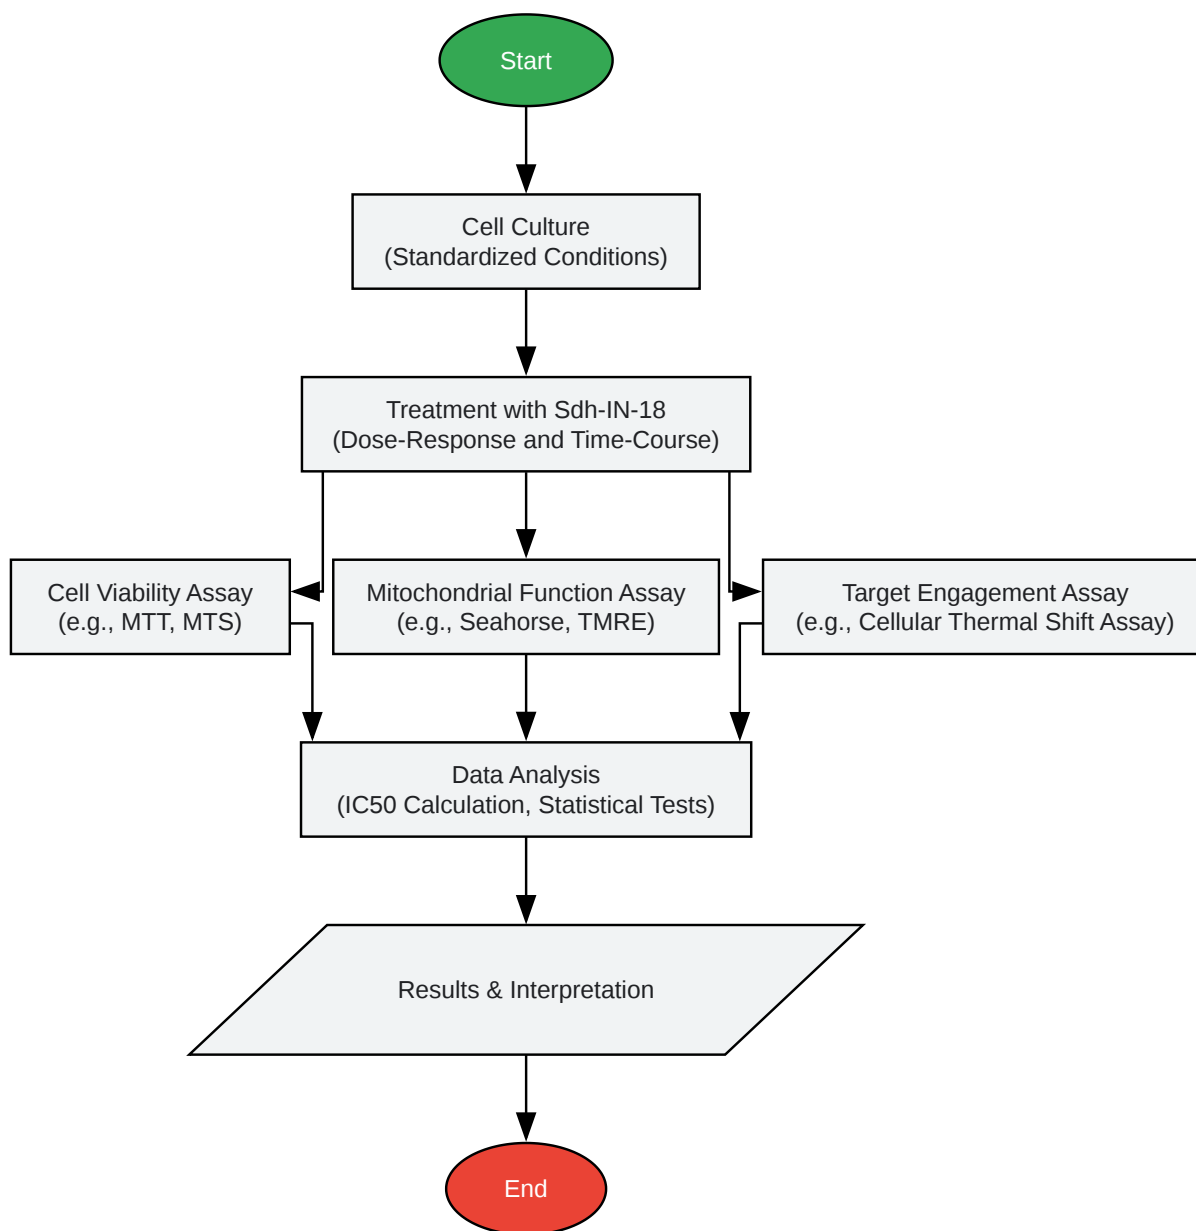 Start
Cell Culture
(Standardized Conditions)
Treatment with Sdh-IN-18
(Dose-Response and Time-Course)
Cell Viability Assay
(e.g., MTT, MTS)
Mitochondrial Function Assay
(e.g., Seahorse, TMRE)
Target Engagement Assay
(e.g., Cellular Thermal Shift Assay)
Data Analysis
(IC50 Calculation, Statistical Tests)
Results & Interpretation
End